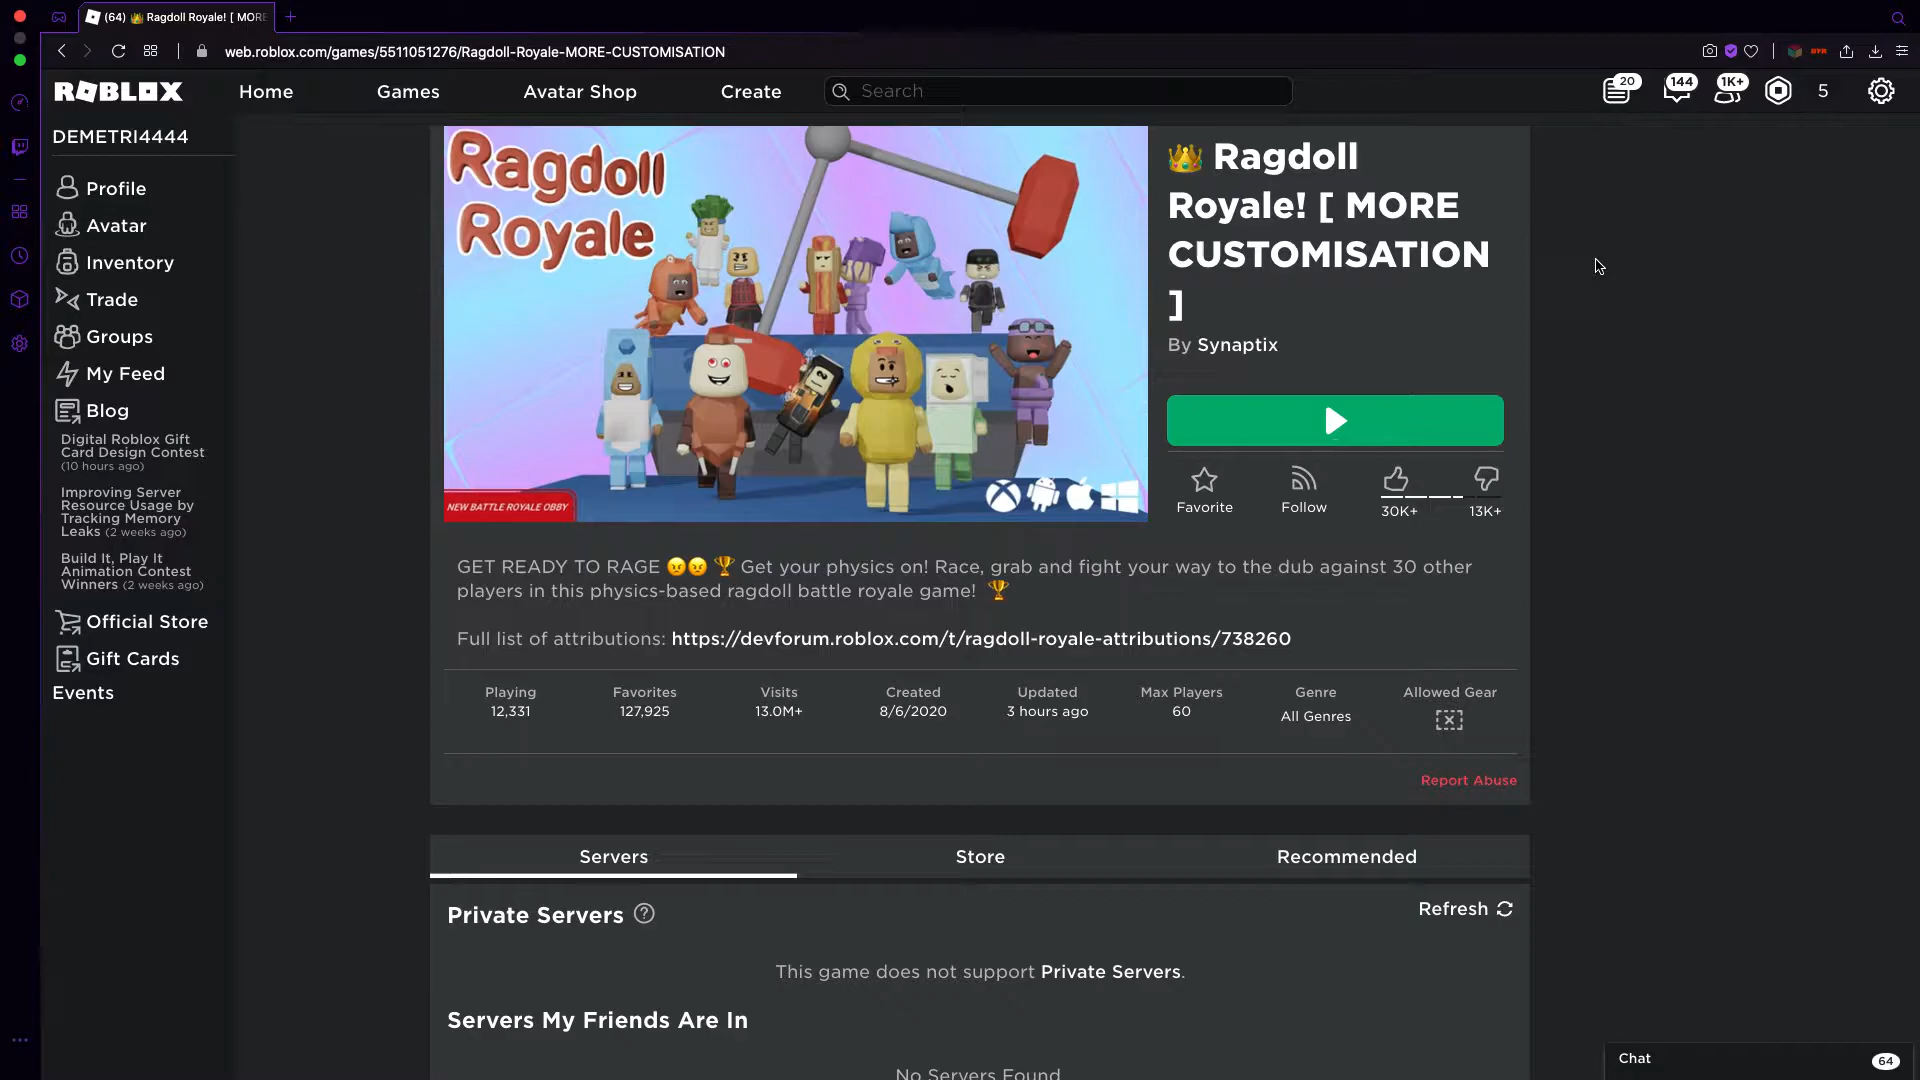 (64) 👑 Ragdoll Royale! [ MORE
web.roblox.com/games/5511051276/Ragdoll-Royale-MORE-CUSTOMISATION
ROBLOX
Home
Games
Avatar Shop
Create
Search
20
144
1K+
5
DEMETRI4444
Profile
Avatar
Inventory
Trade
Groups
My Feed
Blog
Digital Roblox Gift
Card Design Contest
(10 hours ago)
Improving Server
Resource Usage by
Tracking Memory
Leaks (2 weeks ago)
Build It, Play It
Animation Contest
Winners (2 weeks ago)
Official Store
Gift Cards
Events
Ragdoll
Royale
NEW BATTLE ROYALE OBBY
👑 Ragdoll
Royale! [ MORE
CUSTOMISATION
]
By Synaptix
Favorite
Follow
30K+
13K+
GET READY TO RAGE 😡😡 🏆 Get your physics on! Race, grab and fight your way to the dub against 30 other
players in this physics-based ragdoll battle royale game! 🏆
Full list of attributions: https://devforum.roblox.com/t/ragdoll-royale-attributions/738260
Playing
12,331
Favorites
127,925
Visits
13.0M+
Created
8/6/2020
Updated
3 hours ago
Max Players
60
Genre
All Genres
Allowed Gear
Report Abuse
Servers
Store
Recommended
Private Servers
Refresh
This game does not support Private Servers.
Servers My Friends Are In
No Servers Found
Chat
64